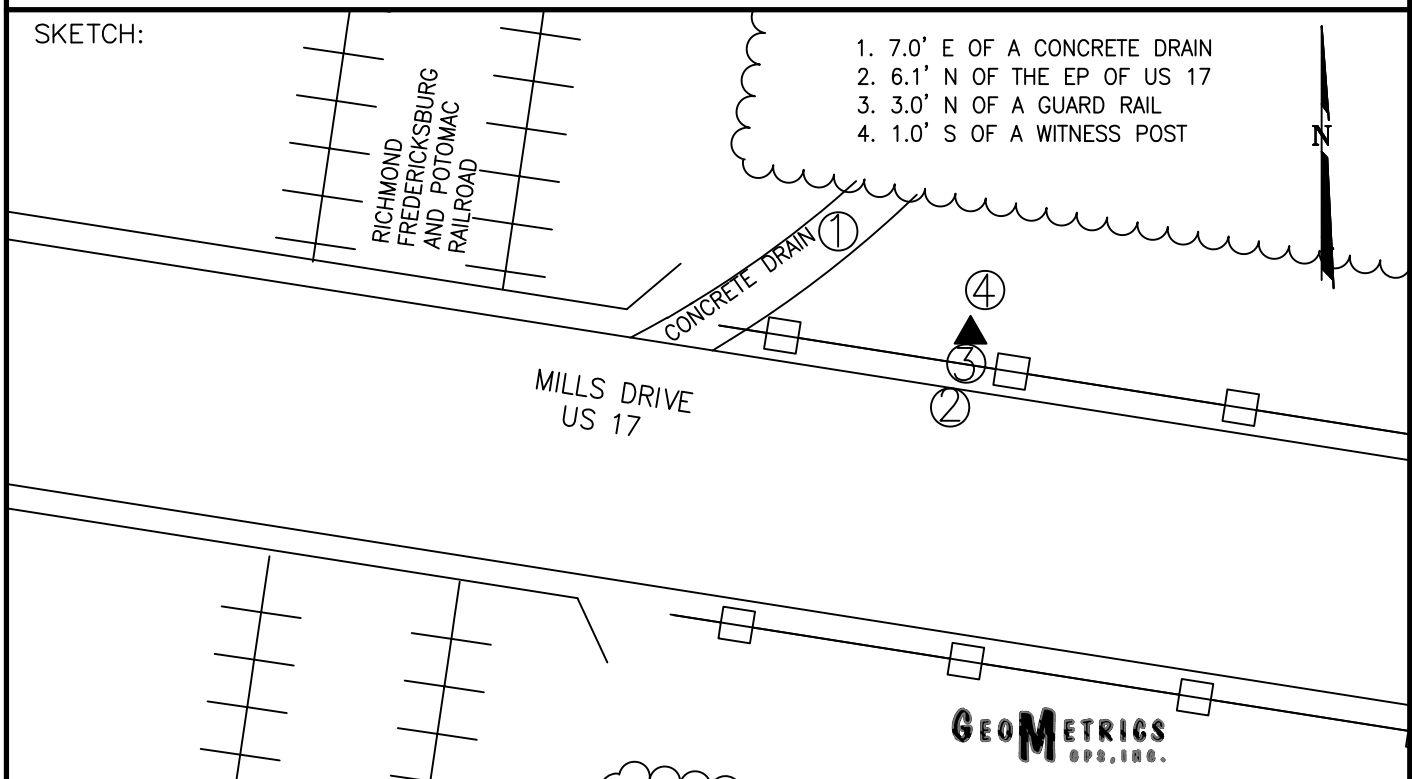 SKETCH:
1. 7.0' E OF A CONCRETE DRAIN
2. 6.1' N OF THE EP OF US 17
3. 3.0' N OF A GUARD RAIL
4. 1.0' S OF A WITNESS POST
N
RICHMOND
FREDERICKSBURG
AND POTOMAC
RAILROAD
CONCRETE DRAIN
1
4
3
2
MILLS DRIVE
US 17
GEOMETRICS
GPS, INC.